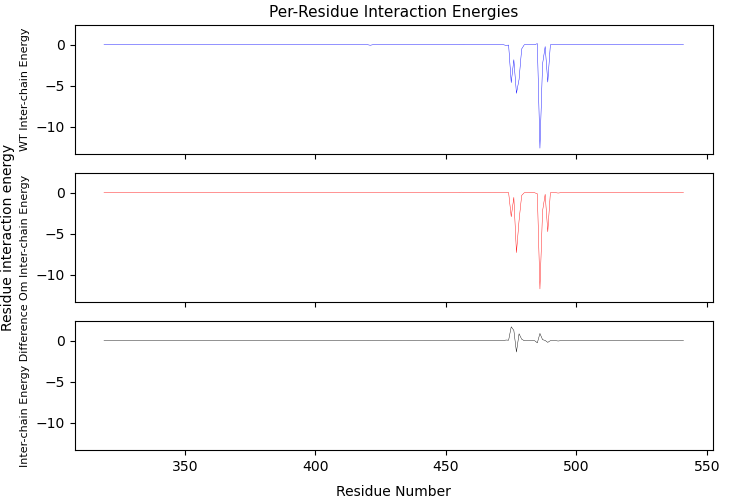 Per-Residue Interaction Energies
Residue interaction energy
WT Inter-chain Energy
0
−5
−10
Om Inter-chain Energy
0
−5
−10
Inter-chain Energy Difference
0
−5
−10
350
400
450
500
550
Residue Number